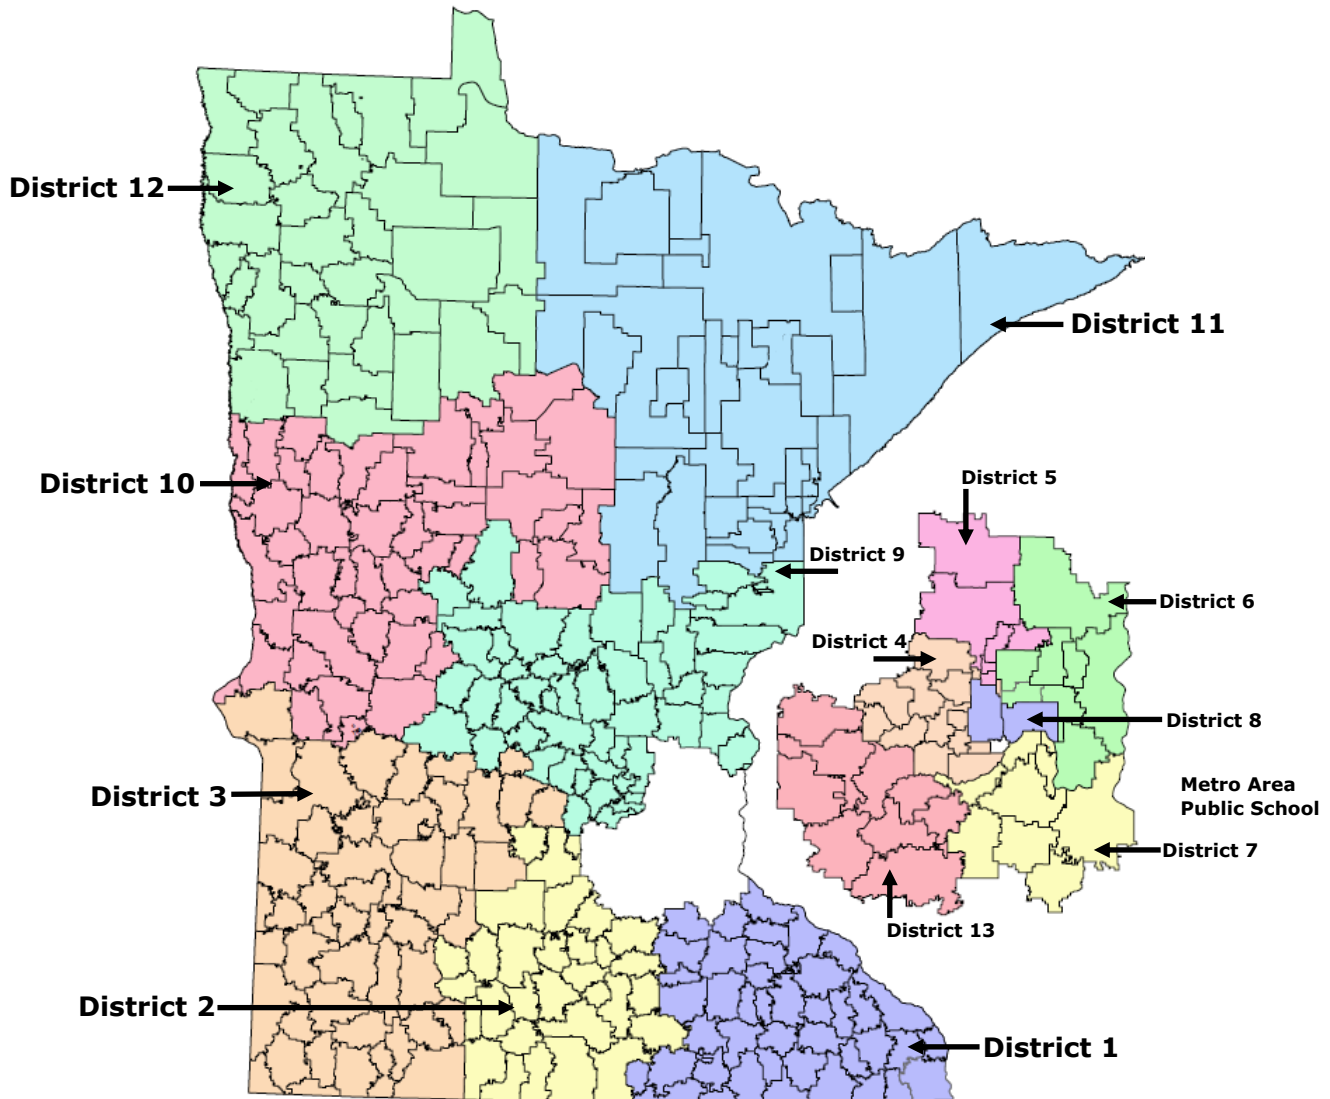 District 12
District 11
District 5
District 10
District 9
District 6
District 4
District 8
Metro Area
Public School
District 3
District 7
District 13
District 2
District 1